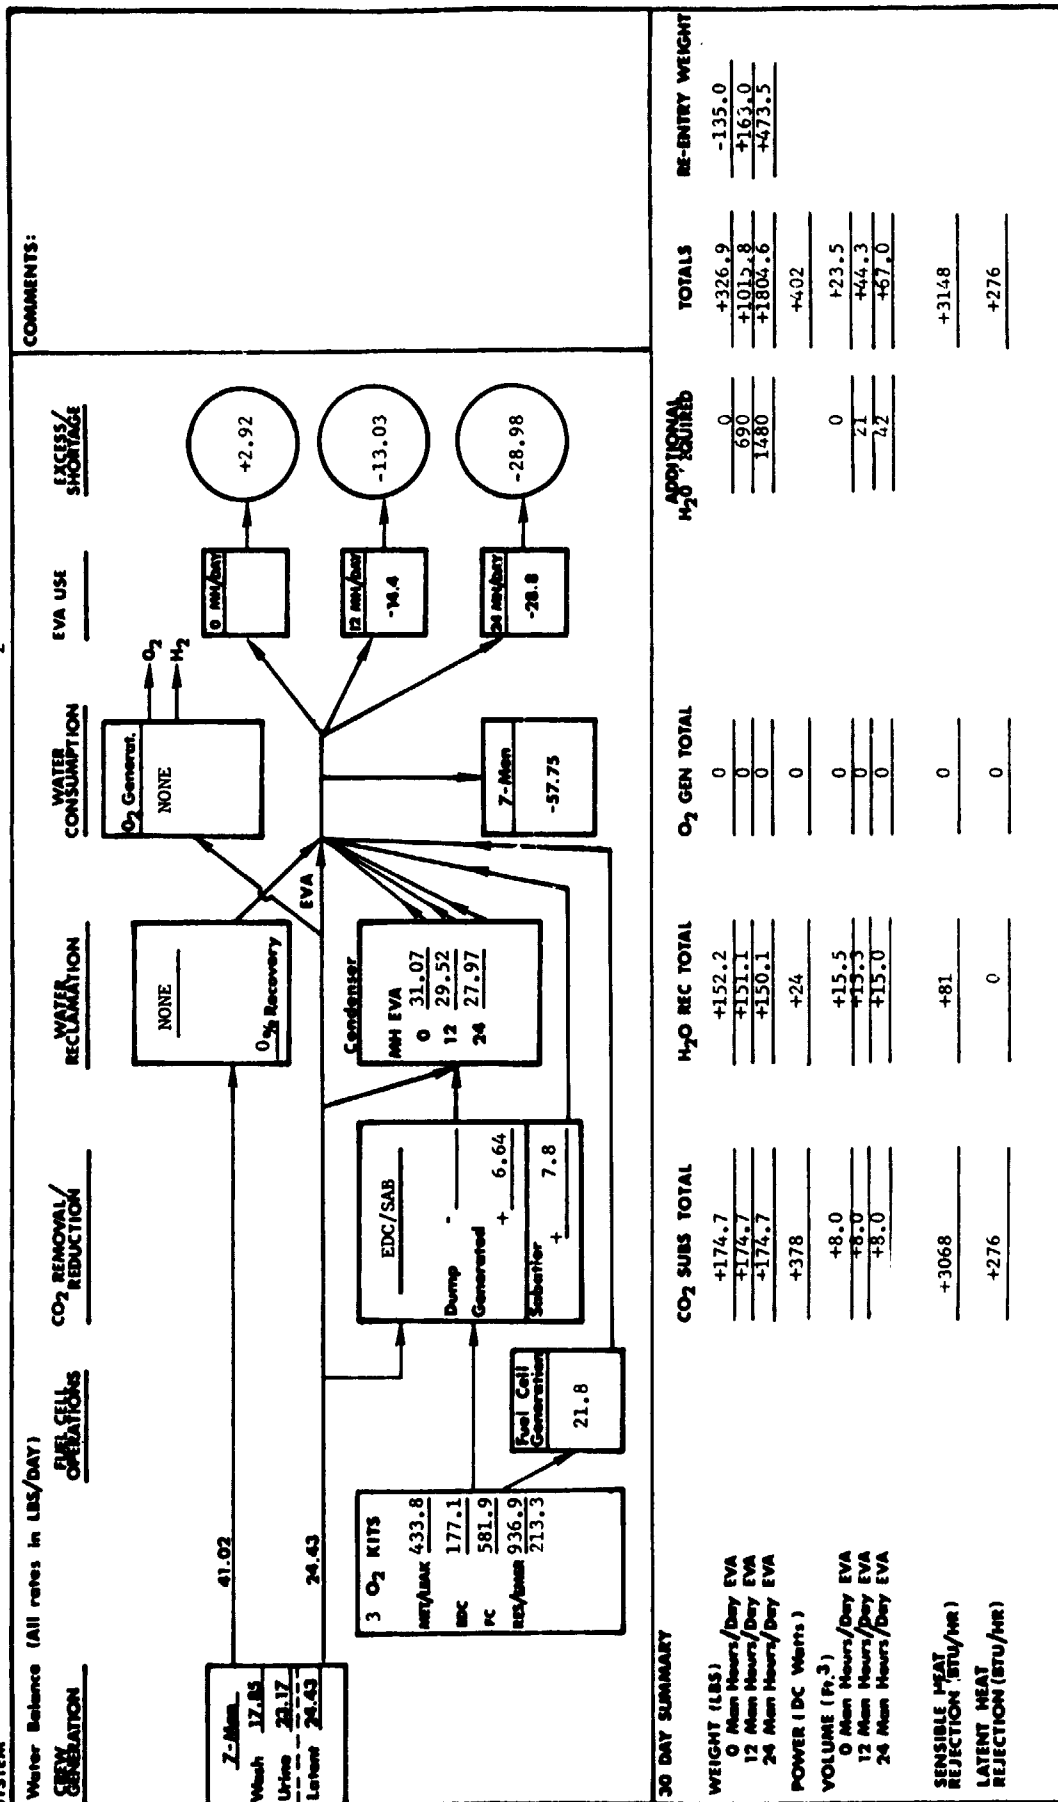 Water Balance (All rates in LBS/DAY)
CREW GENERATION
FUEL CELL OPERATIONS
CO2 REMOVAL/ REDUCTION
WATER RECLAMATION
WATER CONSUMPTION
EVA USE
EXCESS/ SHORTAGE
COMMENTS:
7-Man
Wash 17.85
Urine 23.17
Latent 24.43
41.02
24.43
3 O2 KITS
MET/LEAK 433.8
EDC 177.1
FC 581.9
RES/EMER 936.9
213.3
Fuel Cell Generation
21.8
EDC/SAB
Dump -
Generated + 6.64
Sabatier + 7.8
NONE
0% Recovery
Condenser
MH EVA
0 31.07
12 29.52
24 27.97
EVA
O2 Generat.
NONE
O2
H2
7-Man
-57.75
0 MH/DAY
12 MH/DAY
-14.4
24 MH/DAY
-28.8
+2.92
-13.03
-28.98
30 DAY SUMMARY
CO2 SUBS TOTAL
H2O REC TOTAL
O2 GEN TOTAL
ADDITIONAL H2O REQUIRED
TOTALS
RE-ENTRY WEIGHT
WEIGHT (LBS)
0 Man Hours/Day EVA +174.7 +152.2 0 0 +326.9 -135.0
12 Man Hours/Day EVA +174.7 +151.1 0 690 +1015.8 +163.0
24 Man Hours/Day EVA +174.7 +150.1 0 1480 +1804.6 +473.5
POWER (DC Watts) +378 +24 0 +402
VOLUME (Ft.3)
0 Man Hours/Day EVA +8.0 +15.5 0 0 +23.5
12 Man Hours/Day EVA +8.0 +15.3 0 21 +44.3
24 Man Hours/Day EVA +8.0 +15.0 0 42 +67.0
SENSIBLE HEAT REJECTION (BTU/HR) +3068 +81 0 +3148
LATENT HEAT REJECTION (BTU/HR) +276 0 0 +276